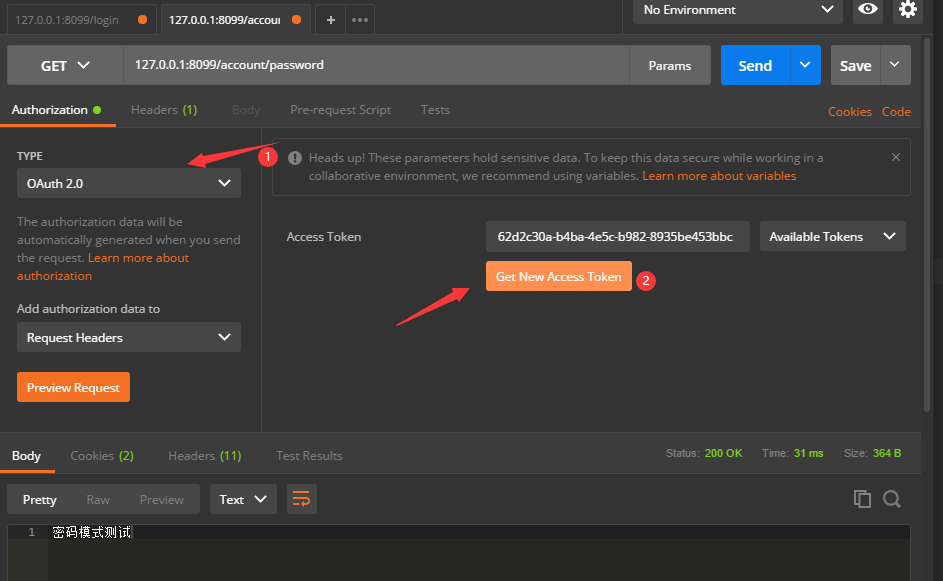 127.0.0.1:8099/login 127.0.0.1:8099/accou + No Environment
GET 127.0.0.1:8099/account/password Params Send Save
Authorization Headers (1) Body Pre-request Script Tests Cookies Code
TYPE
OAuth 2.0
The authorization data will be
automatically generated when you send
the request. Learn more about
authorization
Add authorization data to
Request Headers
Preview Request
1
Heads up! These parameters hold sensitive data. To keep this data secure while working in a
collaborative environment, we recommend using variables. Learn more about variables
Access Token 62d2c30a-b4ba-4e5c-b982-8935be453bbc Available Tokens
Get New Access Token 2
Body Cookies (2) Headers (11) Test Results Status: 200 OK Time: 31 ms Size: 364 B
Pretty Raw Preview Text
1 密码模式测试